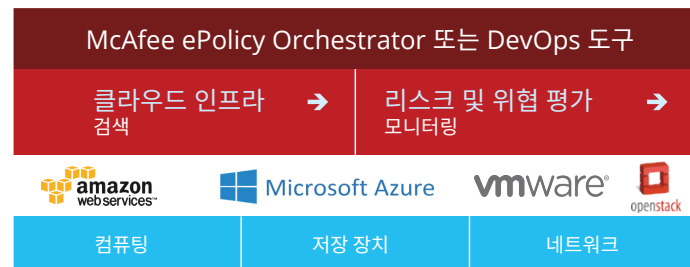 McAfee ePolicy Orchestrator 또는 DevOps 도구
클라우드 인프라 ➔
검색
리스크 및 위협 평가 ➔
모니터링
amazon
webservices™
Microsoft Azure
vmware®
openstack
컴퓨팅
저장 장치
네트워크